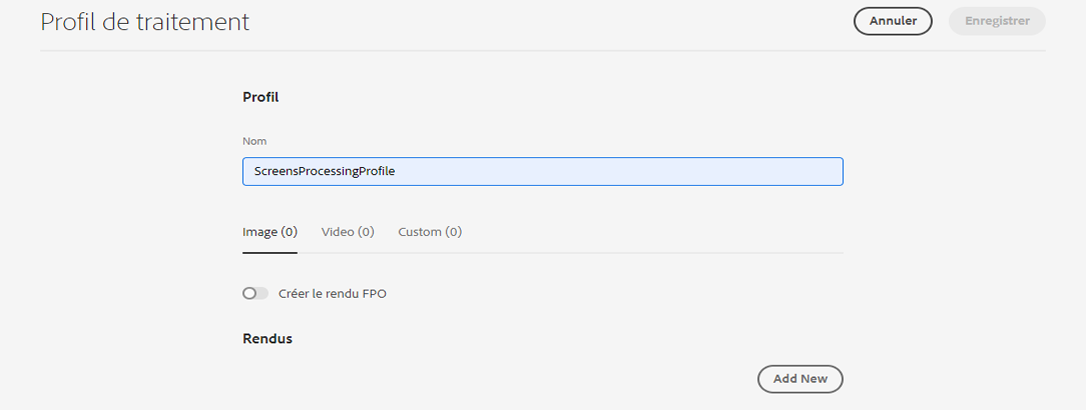 Profil de traitement
Annuler
Enregistrer
Profil
Nom
ScreensProcessingProfile
Image (0)
Video (0)
Custom (0)
Créer le rendu FPO
Rendus
Add New